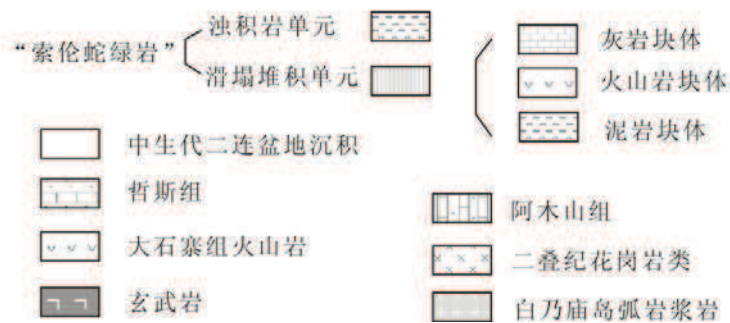 浊积岩单元
“索伦蛇绿岩”
滑塌堆积单元
灰岩块体
火山岩块体
泥岩块体
中生代二连盆地沉积
哲斯组
大石寨组火山岩
玄武岩
阿木山组
二叠纪花岗岩类
白乃庙岛弧岩浆岩